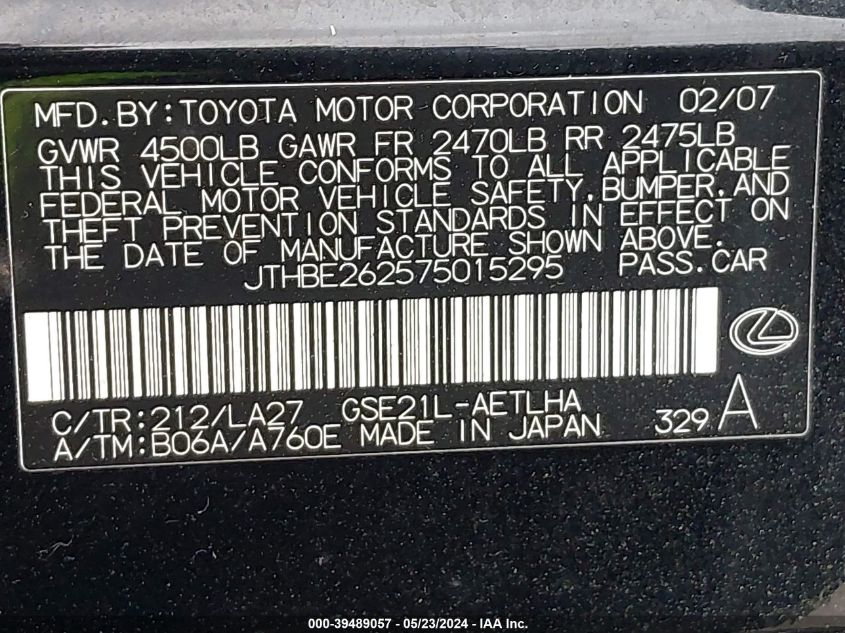 MFD.BY:TOYOTA MOTOR CORPORATION 02/07
GVWR 4500LB GAWR FR 2470LB RR 2475LB
THIS VEHICLE CONFORMS TO ALL APPLICABLE
FEDERAL MOTOR VEHICLE SAFETY,BUMPER,AND
THEFT PREVENTION STANDARDS IN EFFECT ON
THE DATE OF MANUFACTURE SHOWN ABOVE.
JTHBE262575015295 PASS.CAR
C/TR:212/LA27 GSE21L-AETLHA
A/TM:B06A/A760E MADE IN JAPAN 329 A
000-39489057 - 05/23/2024 - IAA Inc.